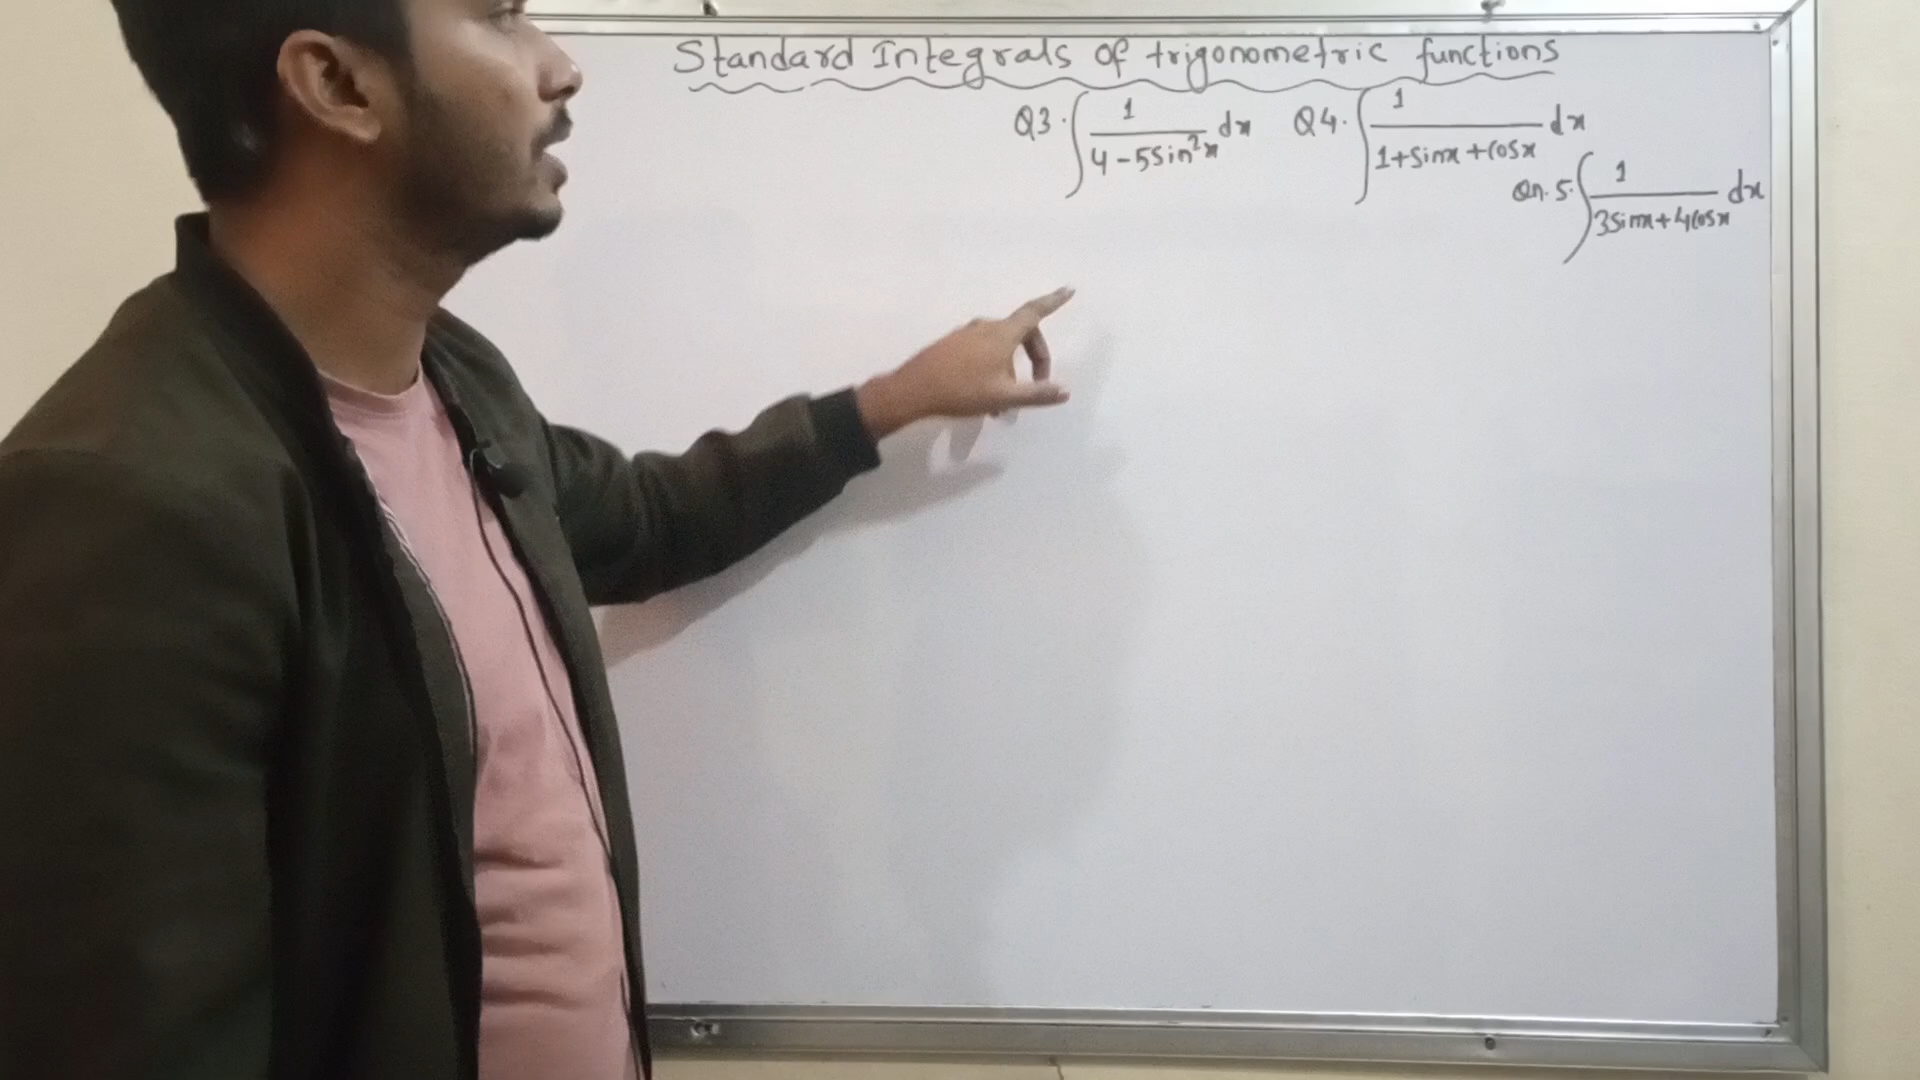 Standard Integrals Of trigonometric functions
Q3. ∫ 1/(4-5sin²x) dx Q4. ∫ 1/(1+sinx+cosx) dx
Qn.5. ∫ 1/(3sinx+4cosx) dx